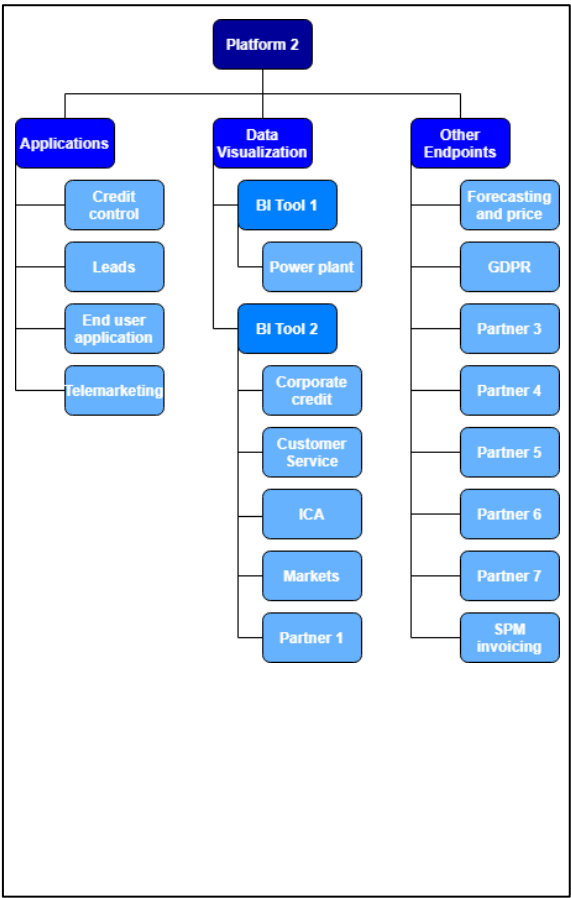 Platform 2
Applications
Credit
control
Leads
End user
application
Telemarketing
Data
Visualization
BI Tool 1
Power plant
BI Tool 2
Corporate
credit
Customer
Service
ICA
Markets
Partner 1
Other
Endpoints
Forecasting
and price
GDPR
Partner 3
Partner 4
Partner 5
Partner 6
Partner 7
SPM
invoicing